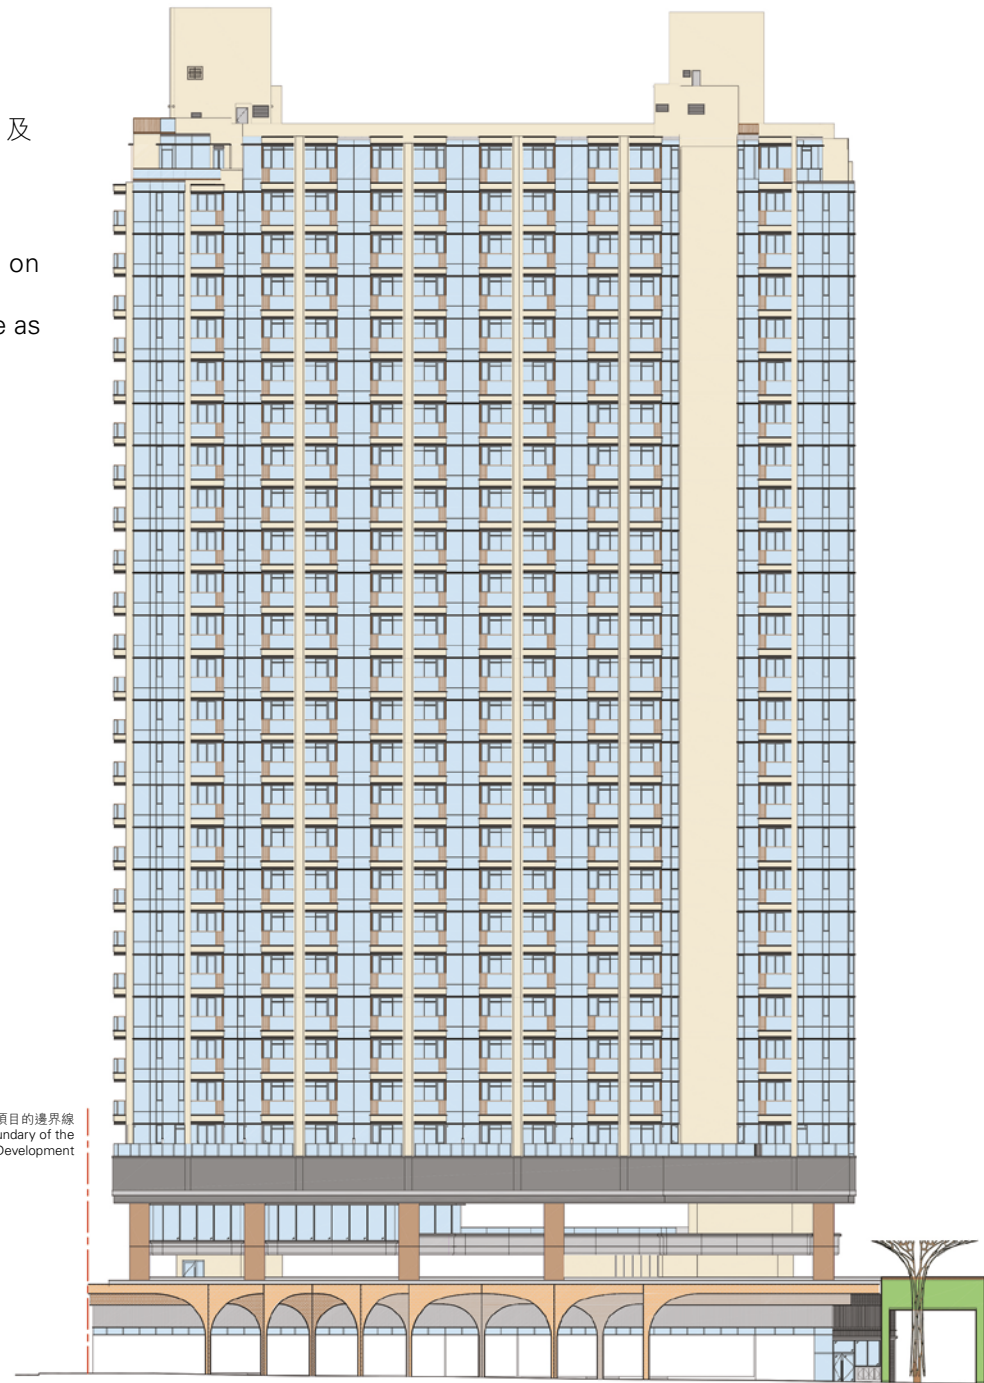 及
on
e as
項目的邊界線
undary of the
Development